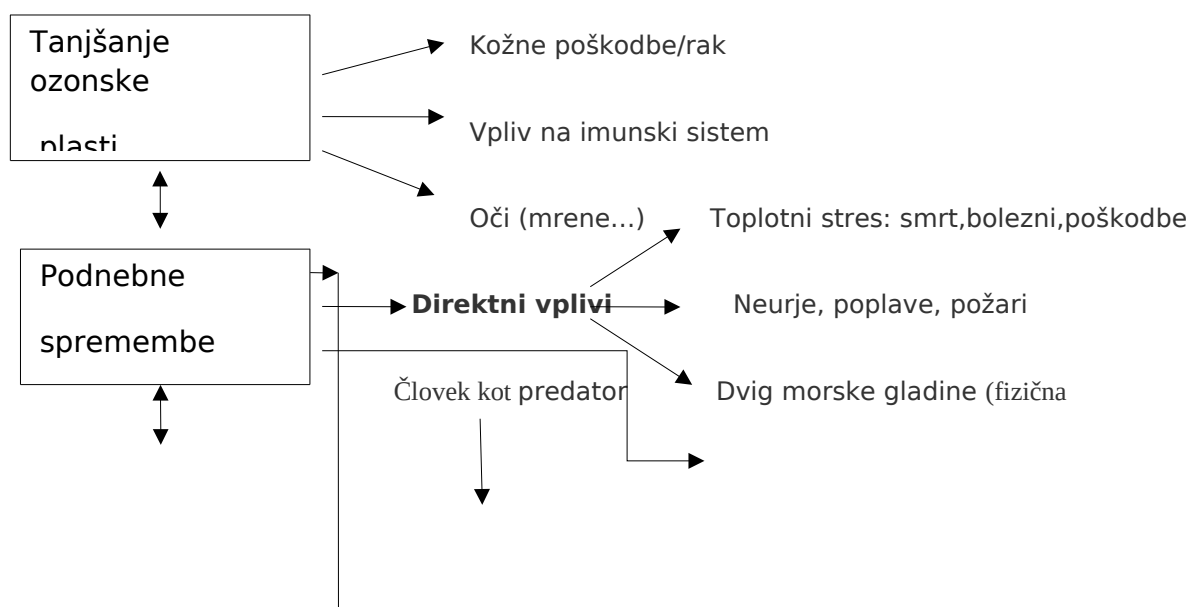 Tanjšanje
ozonske
plasti
Kožne poškodbe/rak
Vpliv na imunski sistem
Oči (mrene…)
Toplotni stres: smrt,bolezni,poškodbe
Podnebne
spremembe
Direktni vplivi
Neurje, poplave, požari
Človek kot predator
Dvig morske gladine (fizična